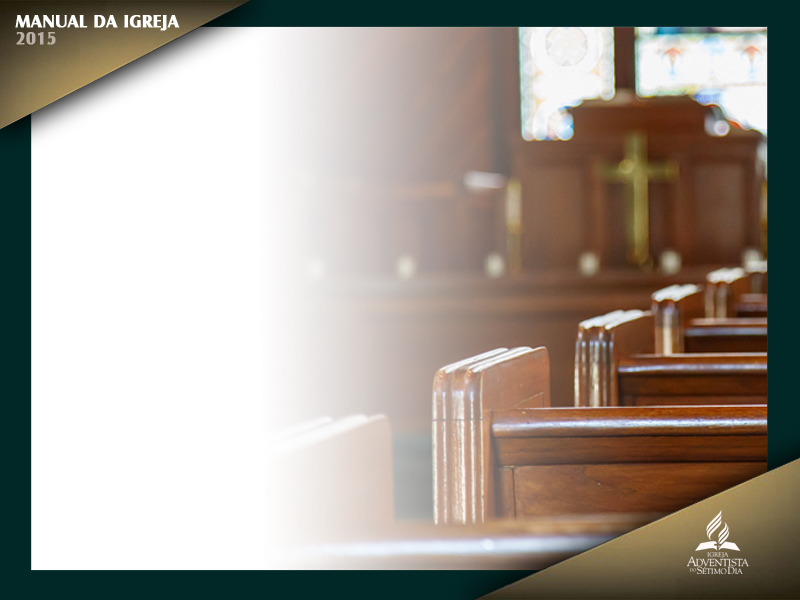 MANUAL DA IGREJA
2015
IGREJA
ADVENTISTA
DO SÉTIMO DIA